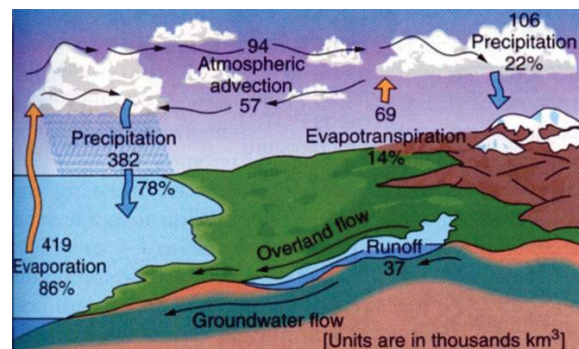 106
Precipitation
22%
94
Atmospheric
advection
57
69
Evapotranspiration
14%
Precipitation
382
78%
419
Evaporation
86%
Overland flow
Runoff
37
Groundwater flow
[Units are in thousands km³]